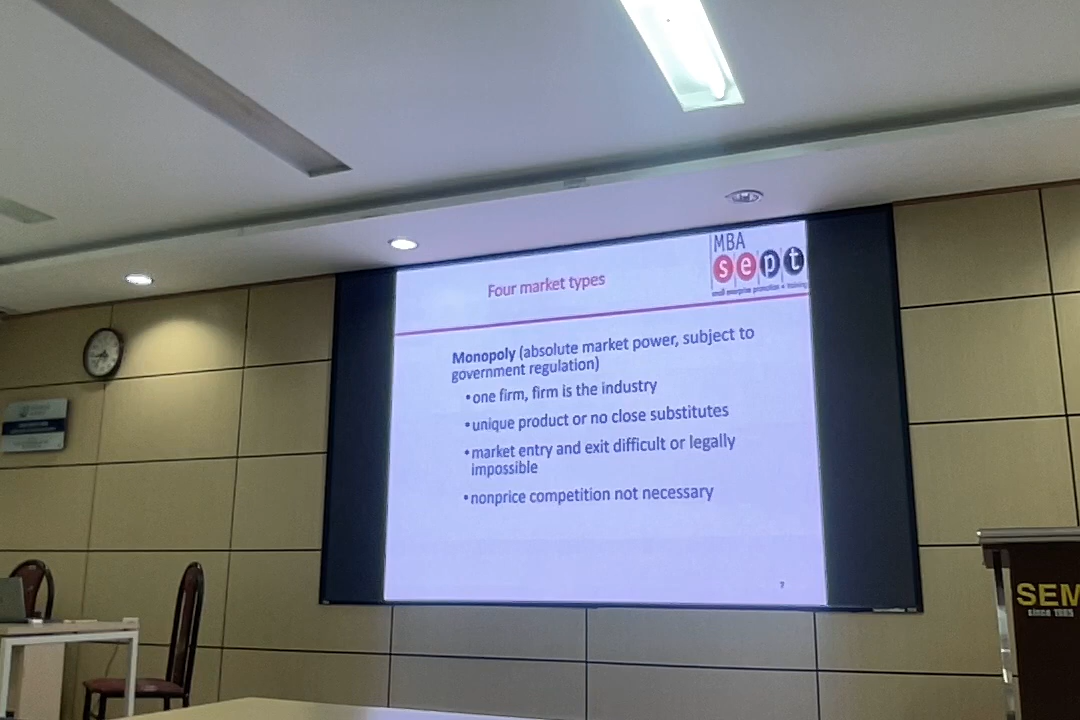 MBA
sept
small enterprise promotion + training
Four market types
Monopoly (absolute market power, subject to
government regulation)
•one firm, firm is the industry
•unique product or no close substitutes
•market entry and exit difficult or legally
impossible
•nonprice competition not necessary
7
SEM
since 1985